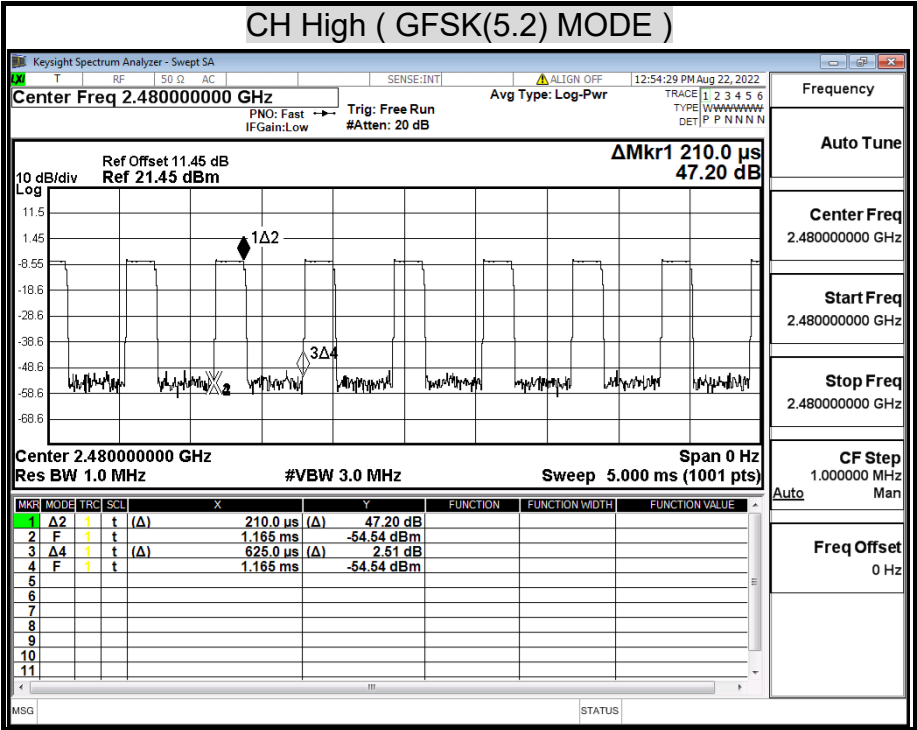 CH High ( GFSK(5.2) MODE )
Keysight Spectrum Analyzer - Swept SA
LXI T RF 50 Ω AC SENSE:INT ALIGN OFF 12:54:29 PM Aug 22, 2022
Center Freq 2.480000000 GHz
PNO: Fast
IFGain:Low
Trig: Free Run
#Atten: 20 dB
Avg Type: Log-Pwr
TRACE 1 2 3 4 5 6
TYPE WWWWWW
DET P P N N N N
Frequency
Auto Tune
Center Freq
2.480000000 GHz
Start Freq
2.480000000 GHz
Stop Freq
2.480000000 GHz
CF Step
1.000000 MHz
Auto Man
Freq Offset
0 Hz
10 dB/div
Log
Ref Offset 11.45 dB
Ref 21.45 dBm
ΔMkr1 210.0 µs
47.20 dB
11.5
1.45
-8.55
-18.6
-28.6
-38.6
-48.6
-58.6
-68.6
1Δ2
3Δ4
2
Center 2.480000000 GHz Span 0 Hz
Res BW 1.0 MHz #VBW 3.0 MHz Sweep 5.000 ms (1001 pts)
MKR MODE TRC SCL X Y FUNCTION FUNCTION WIDTH FUNCTION VALUE
1 Δ2 1 t (Δ) 210.0 µs (Δ) 47.20 dB
2 F 1 t 1.165 ms -54.54 dBm
3 Δ4 1 t (Δ) 625.0 µs (Δ) 2.51 dB
4 F 1 t 1.165 ms -54.54 dBm
5
6
7
8
9
10
11
MSG STATUS